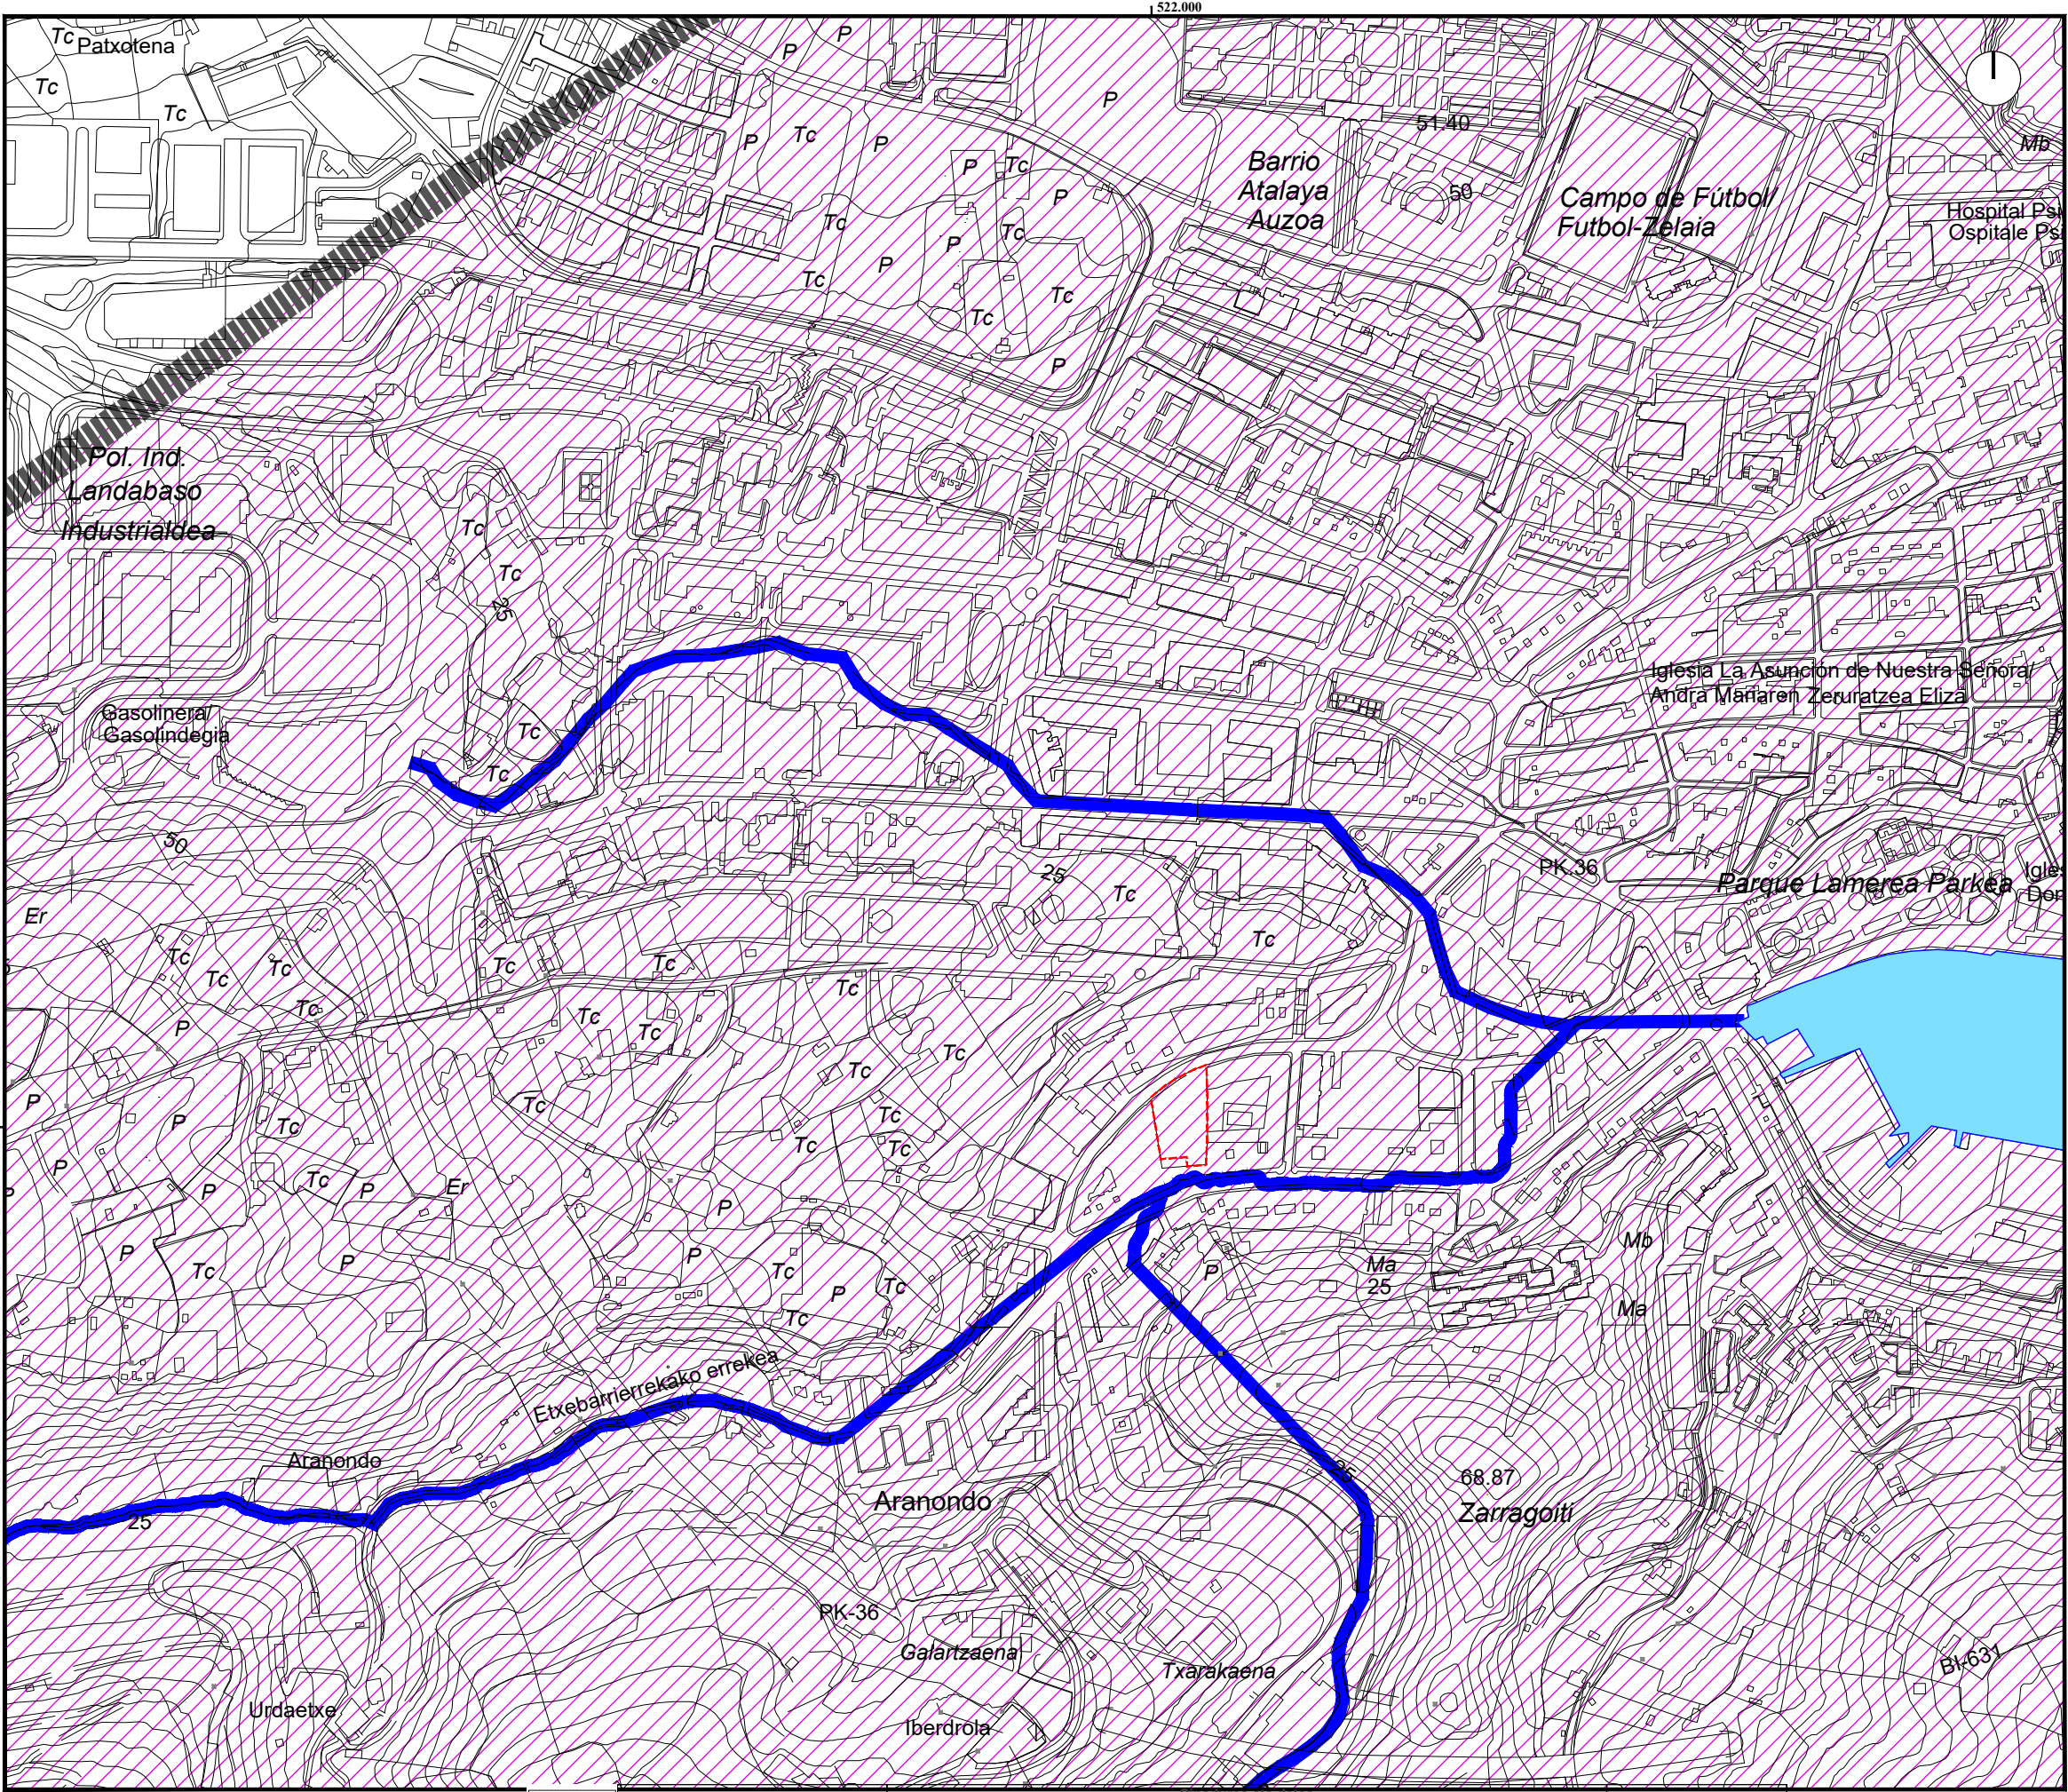 522.000
Tc
Patxotena
P
P
Tc
Tc
P
51.40
P
Tc
P
Mb
Barrio
Atalaya
Auzoa
P
Tc
P
50
Campo de Fútbol/
Futbol-Zelaia
Hospital Psi
Ospitale Psi
Tc
P
Tc
P
Tc
Tc
Tc
P
Pol. Ind.
Landabaso
Industrialdea
Tc
Tc
25
Iglesia La Asunción de Nuestra Señora/
Andra Mariaren Zeruratzea Eliza
Gasolinera/
Gasolindegia
Tc
Tc
50
PK.36
25
Tc
Parque Lamerea Parkea
Igles
Don
Er
Tc
Tc
Tc
Tc
Tc
Tc
Tc
Tc
P
Tc
Tc
Tc
Tc
P
P
Tc
Tc
Tc
Tc
Tc
P
Tc
P
P
Er
P
P
P
P
Tc
P
P
Tc
P
Tc
Tc
P
Ma
25
Mb
Ma
Etxebarrierrekako errekea
Aranondo
25
25
Aranondo
68.87
Zarragoiti
PK-36
Galartzaena
Txarakaena
BI-631
Urdaetxe
Iberdrola